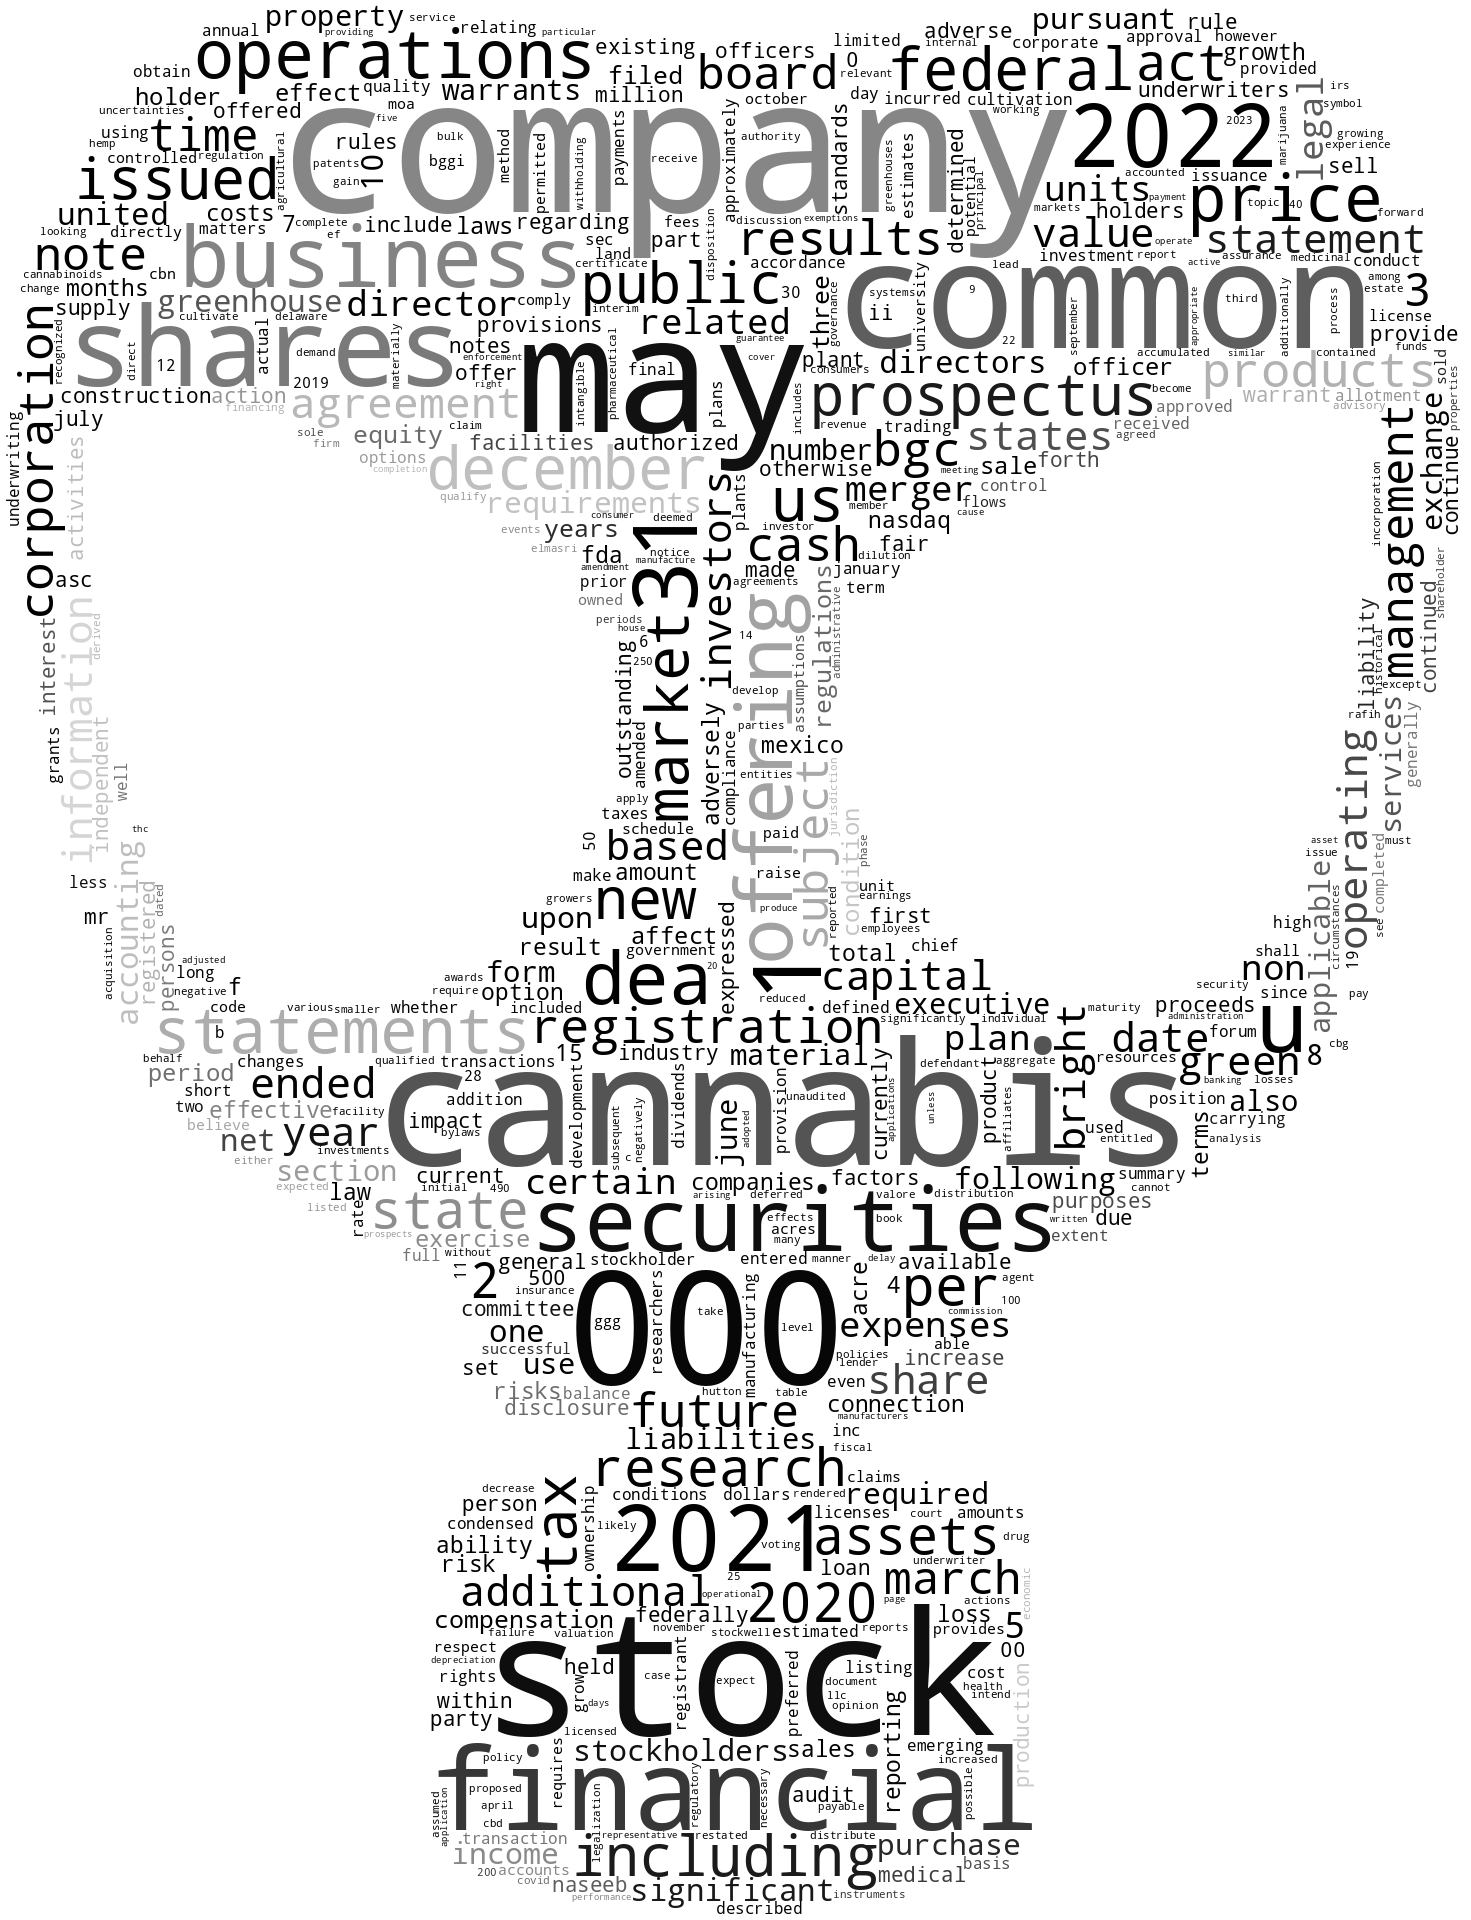 property service
annual providing relating particular
operations existing officers limited adverse internal corporate pursuant rule approval however
obtain filed board 0 relevant federal act growth provided
holder effect quality warrants million october day incurred cultivation underwriters irs
uncertainties offered moa five company working 2022 2023 legal symbol
hemp using time rules bulk authority marijuana growing
controlled regulation patents 10 bggi method permitted withholding payments receive approximately standards greenhouses estimates determined potential principal accounted issuance sell experience
issued agricultural gain units markets payment price topic 40
united costs 7 complete include laws regarding fees disposition discussion exemptions holders forward
looking directly matters ef sec part results value operate statement
note business land accordance lead investment report active assurance medicinal conduct
cannabinoids cbn certificate public 30 governance systems 9 common among
change months greenhouse director comply interim three ii university third estate 3
supply cultivate delaware provisions related september appropriate additionally process license
shares actual guarantee 22 provide
recognized direct 12 demand materially notes enforcement may cover plant directors accumulated similar contained funds
2019 offer right intangible pharmaceutical final plans consumers officer products sold properties
construction action agreement claim includes prospectus become warrant allotment
july financing sole equity facilities authorized revenue trading approved received advisory
underwriting firm options december number bgc states agreed exchange
corporation activities completion otherwise meeting sale forth management
qualify requirements us merger control continue
events years consumer deemed plants investor member nasdaq flows cause incorporation
elmasri fda notice 31 investors cash dilution fair
asc amendment manufacture made january
prior agreements term shareholder
owned market offering regulations administrative continued
information derived periods house 14 liability
interest 6 assumptions historical
outstanding 250 develop except
independent adversely parties rafih services
grants well amended compliance mexico operating generally
apply entities jurisdiction
thc taxes subject condition
accounting schedule paid phase asset must
50 based issue completed
less registered dated make amount raise unit applicable circumstances
growers new produce reported earnings
mr upon expressed first employees high see
acquisition persons adjusted result affect government total chief shall
long awards form dea 20 1 capital non security 19
negative f require option reduced since pay
code various smaller whether included defined executive maturity proceeds administration
b statements registration significantly individual plan bright date forum u
behalf changes qualified transactions 15 industry material defendant aggregate resources green 8 cbg
period 28 cannabis banking losses
short ended addition development unaudited currently applications unless product position also
two effective facility impact subsequent negatively dividends june adopted provision affiliates used carrying
believe year bylaws c entitled terms analysis
net either investments
section current certain companies factors following summary
expected law initial 490 arising deferred valore distribution cannot
listed rate state securities effects book purposes
prospects exercise acres many written due
full without extent
11 general stockholder entered manner delay available
2 500 insurance 000 acre 4 per agent
committee ggg researchers take manufacturing level commission 100
one expenses
successful policies able
set use lender increase
risks balance hutton table even share
disclosure future connection
manufacturers
liabilities inc
fiscal
research claims
decrease tax
person ownership conditions dollars rendered required
condensed likely 2021 licenses court amounts
ability voting assets drug
risk loan underwriter
25 march economic
additional operational 2020 page actions
compensation federally loss
failure valuation november stockwell estimated reports provides 5
respect stock 00
depreciation held listing cost production
rights grow case registrant expect preferred document health
within days llc opinion intend
party licensed reporting
stockholders sales emerging
policy requires increased
proposed financial regulatory necessary audit possible
assumed april payable
application cbd legalization
transaction representative restated distribute
income including purchase
200 accounts medical basis
covid naseeb
performance significant instruments
described